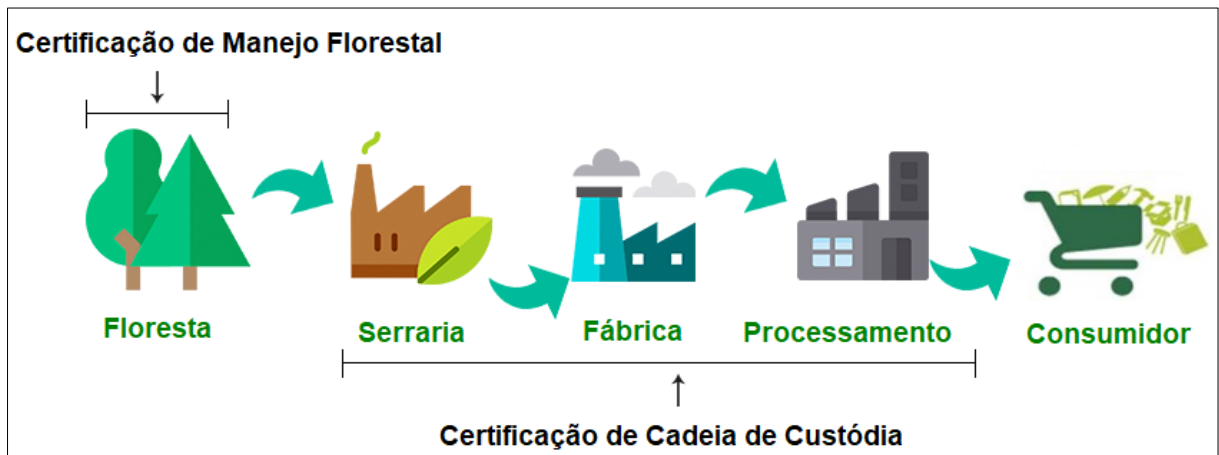 Certificação de Manejo Florestal
Floresta
Serraria
Fábrica
Processamento
Consumidor
Certificação de Cadeia de Custódia